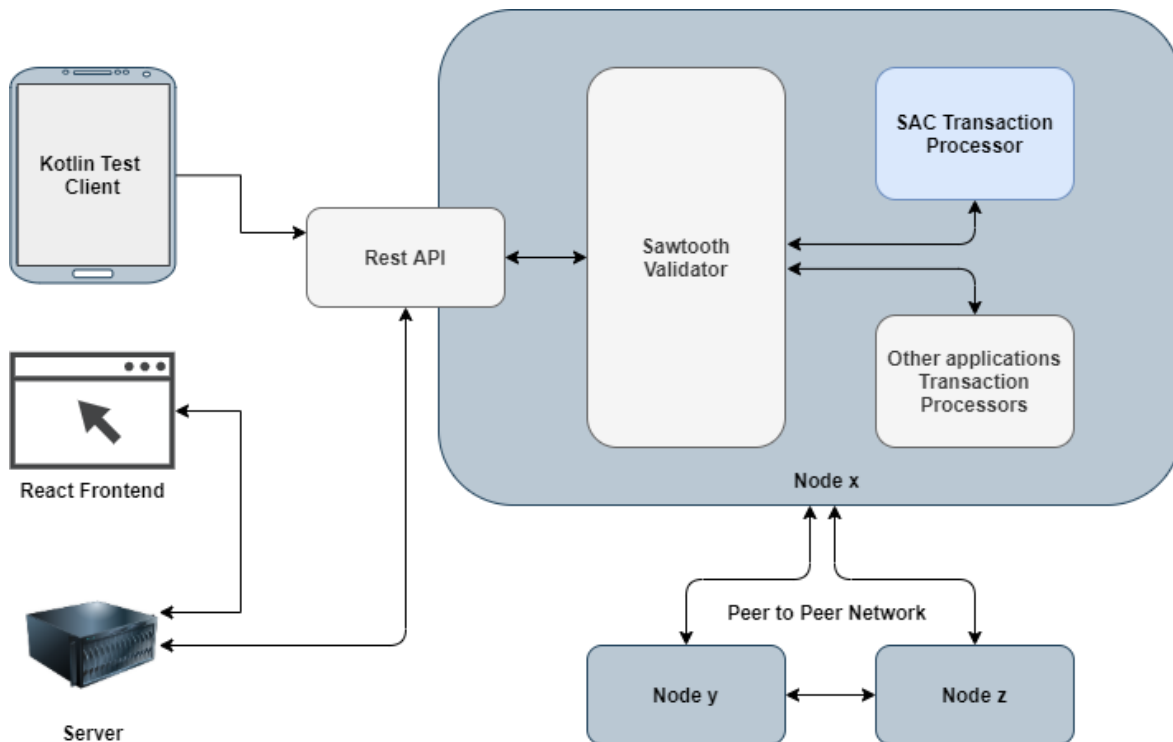 Kotlin Test
Client
React Frontend
Server
Rest API
Sawtooth
Validator
SAC Transaction
Processor
Other applications
Transaction
Processors
Node x
Peer to Peer Network
Node y
Node z